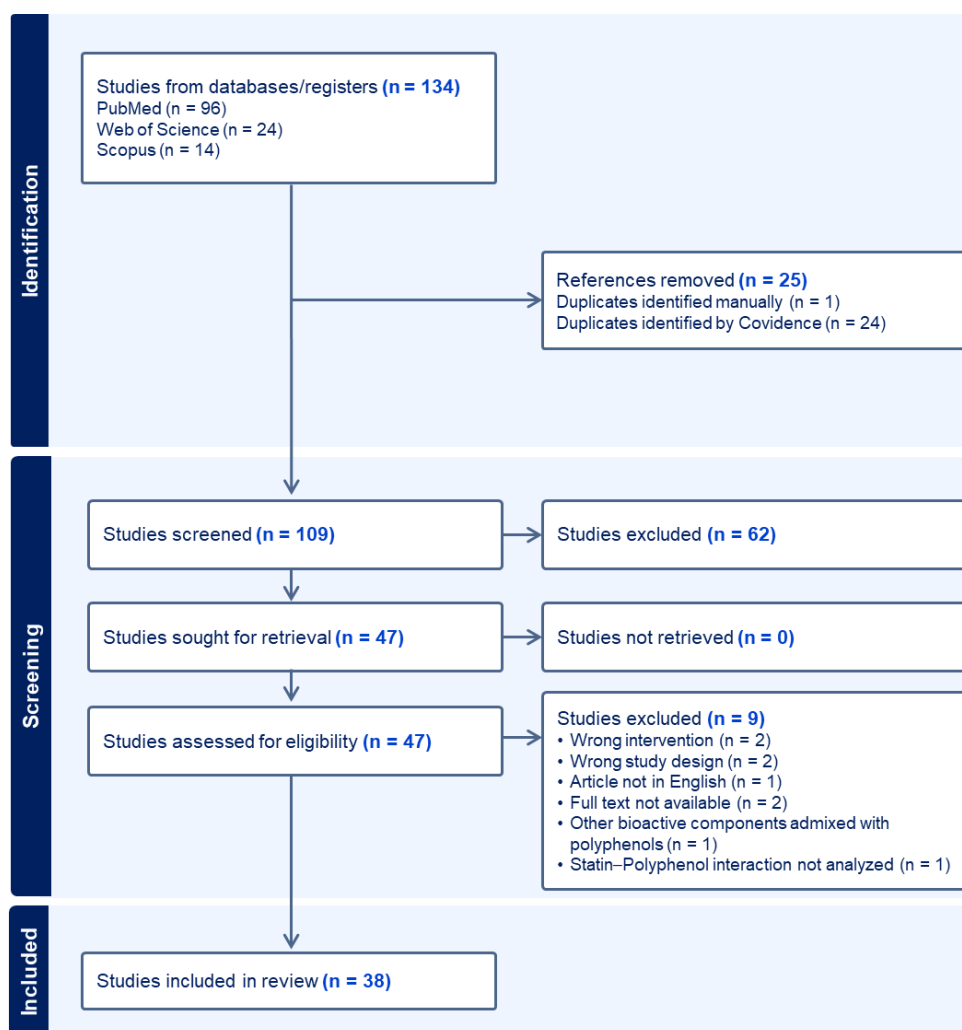 Identification
Studies from databases/registers (n = 134)
PubMed (n = 96)
Web of Science (n = 24)
Scopus (n = 14)
References removed (n = 25)
Duplicates identified manually (n = 1)
Duplicates identified by Covidence (n = 24)
Screening
Studies screened (n = 109)
Studies excluded (n = 62)
Studies sought for retrieval (n = 47)
Studies not retrieved (n = 0)
Studies assessed for eligibility (n = 47)
Studies excluded (n = 9)
• Wrong intervention (n = 2)
• Wrong study design (n = 2)
• Article not in English (n = 1)
• Full text not available (n = 2)
• Other bioactive components admixed with
polyphenols (n = 1)
• Statin–Polyphenol interaction not analyzed (n = 1)
Included
Studies included in review (n = 38)